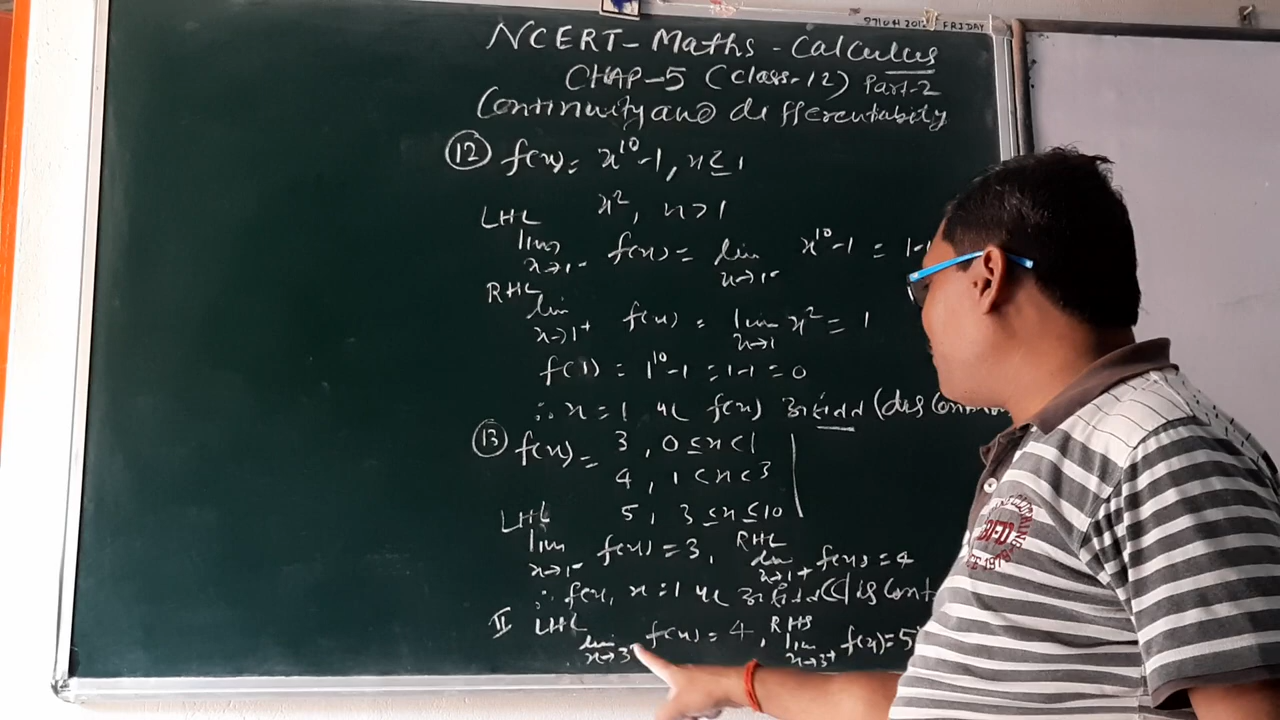 FRIDAY
NCERT - Maths - Calculus
CHAP-5 (Class-12) Part-2
Continuity and differentiability
(12) f(x) = x^10 - 1, x ≤ 1
x^2, x > 1
LHL
lim x→1- f(x) = lim x→1- x^10 - 1 = 1-1
RHL
lim x→1+ f(x) = lim x→1 x^2 = 1
f(1) = 1^10 - 1 = 1-1 = 0
∴ x = 1 पर f(x) असंतत (discontin
(13) f(x) = 3, 0 ≤ x < 1
4, 1 < x < 3
5, 3 ≤ x ≤ 10
LHL RHL
lim x→1- f(x) = 3, lim x→1+ f(x) = 4
∴ f(x), x = 1 पर असंतत (discont
II LHL lim x→3- f(x) = 4, RHS lim x→3+ f(x) = 5